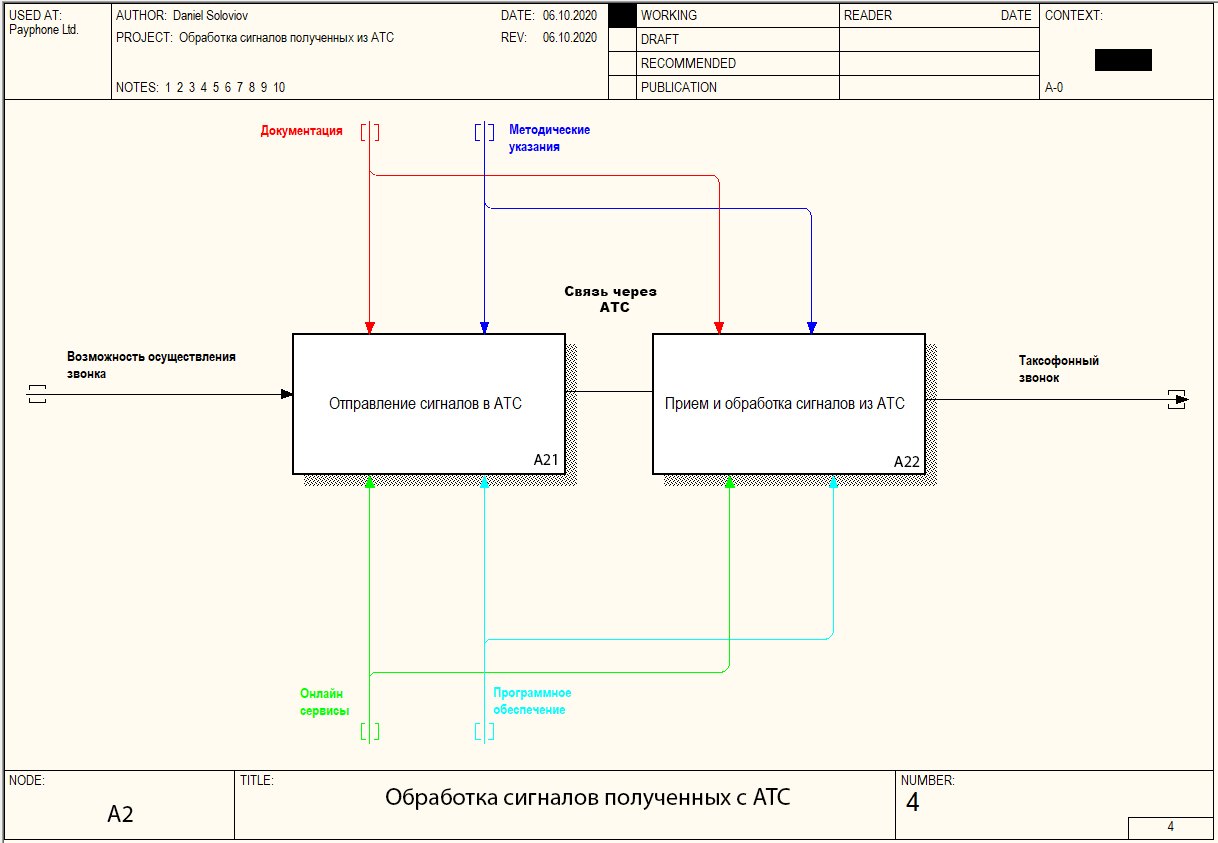 USED AT:
Payphone Ltd.
AUTHOR: Daniel Soloviov
DATE: 06.10.2020
PROJECT: Обработка сигналов полученных из АТС
REV: 06.10.2020
NOTES: 1 2 3 4 5 6 7 8 9 10
WORKING
DRAFT
RECOMMENDED
PUBLICATION
READER DATE
CONTEXT:
A-0
Документация
Методические
указания
Связь через
АТС
Возможность осуществления
звонка
Отправление сигналов в АТС
A21
Прием и обработка сигналов из АТС
A22
Таксофонный
звонок
Онлайн
сервисы
Программное
обеспечение
NODE:
A2
TITLE:
Обработка сигналов полученных с АТС
NUMBER:
4
4